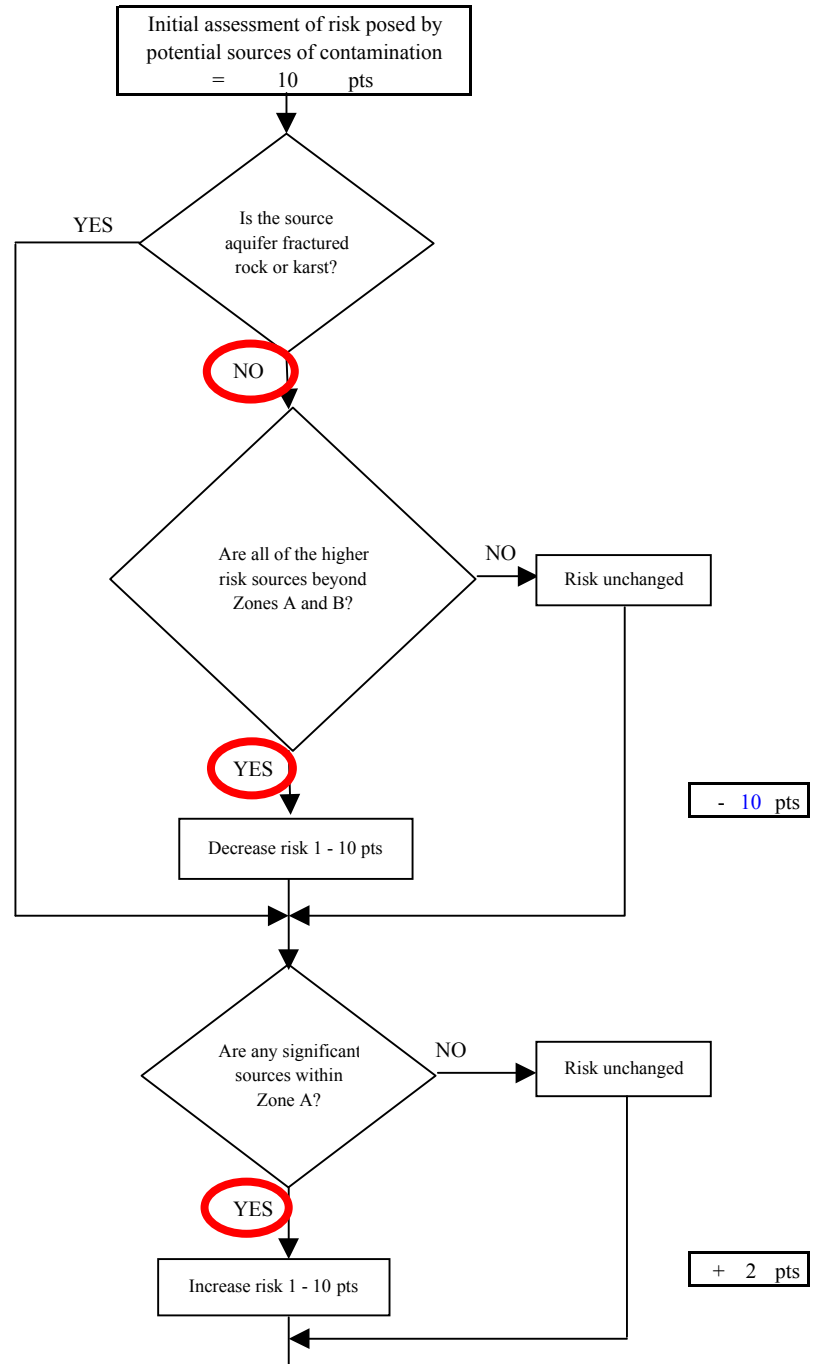 Initial assessment of risk posed by
potential sources of contamination
= 10 pts
YES
Is the source
aquifer fractured
rock or karst?
NO
Are all of the higher
risk sources beyond
Zones A and B?
NO
Risk unchanged
YES
- 10 pts
Decrease risk 1 - 10 pts
Are any significant
sources within
Zone A?
NO
Risk unchanged
YES
+ 2 pts
Increase risk 1 - 10 pts